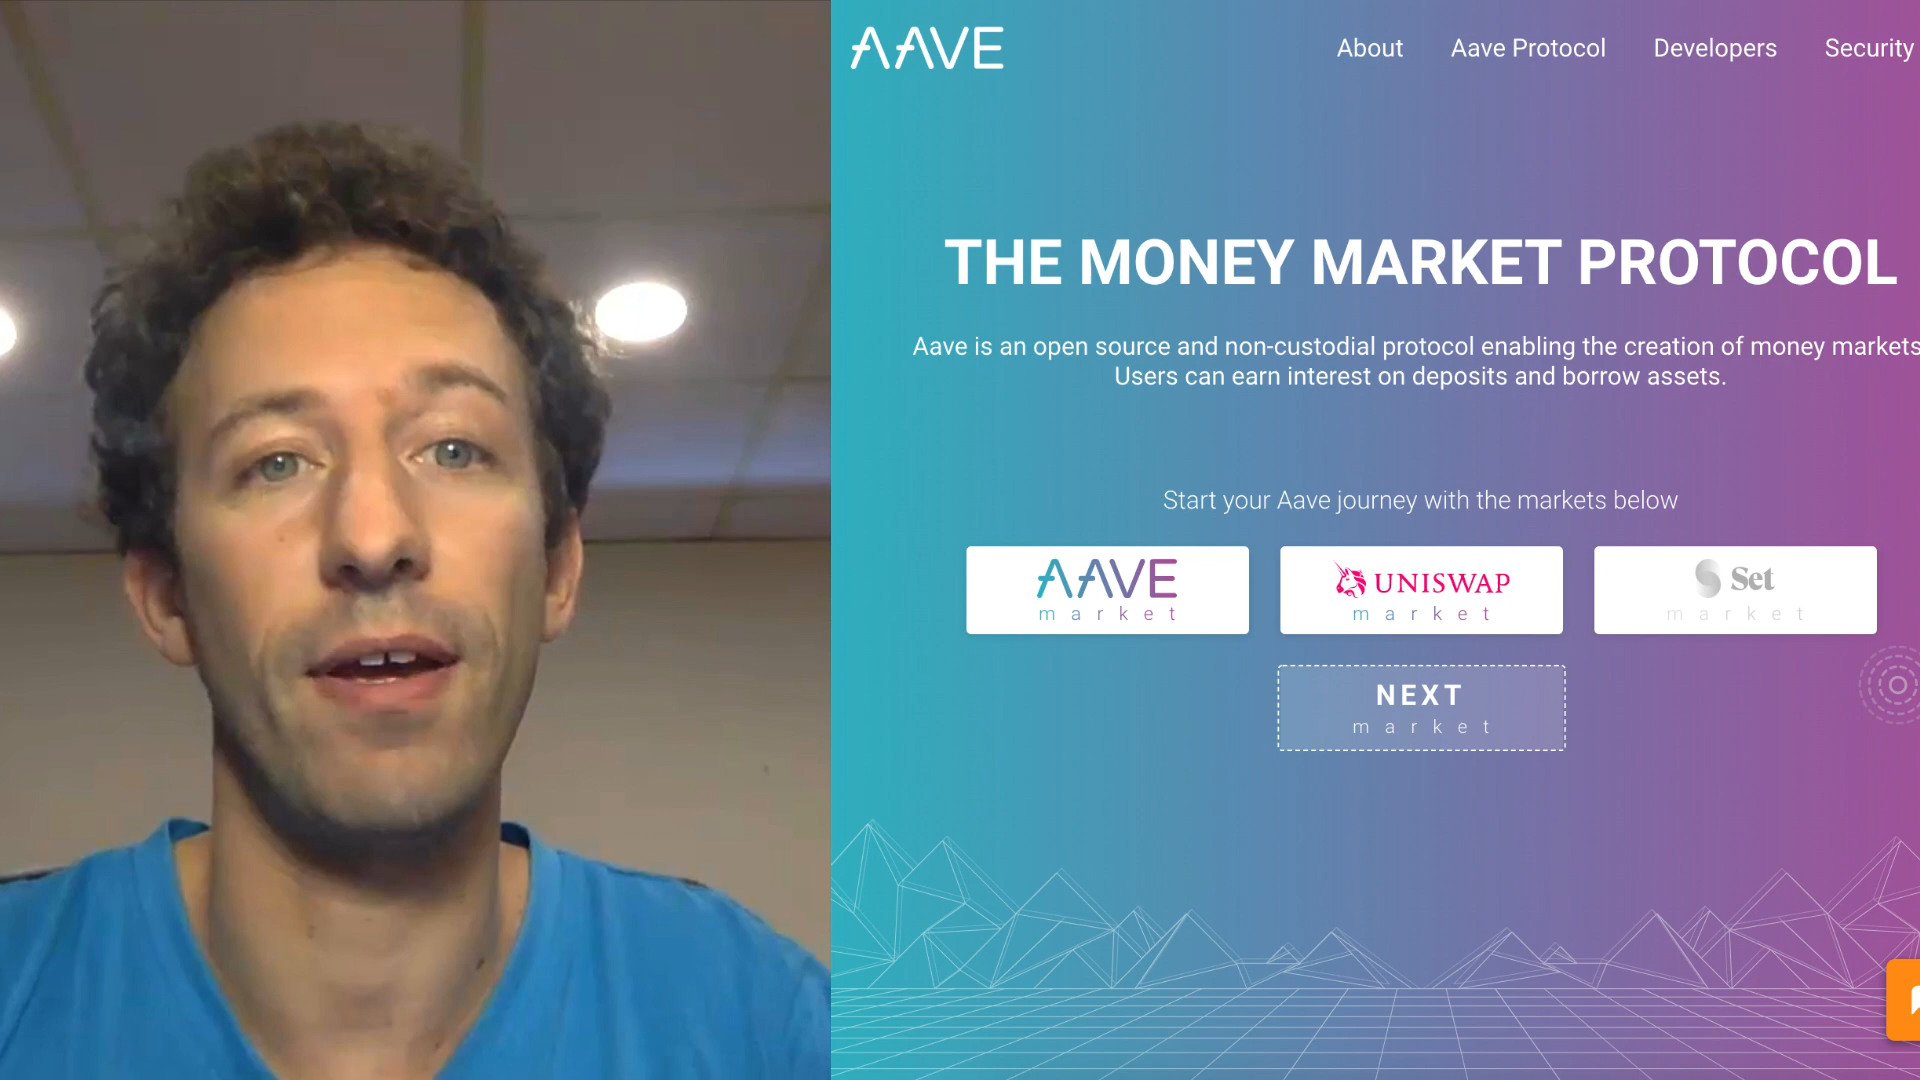 AAVE
About Aave Protocol Developers Security
THE MONEY MARKET PROTOCOL
Aave is an open source and non-custodial protocol enabling the creation of money markets
Users can earn interest on deposits and borrow assets.
Start your Aave journey with the markets below
AAVE
market
UNISWAP
market
Set
market
NEXT
market